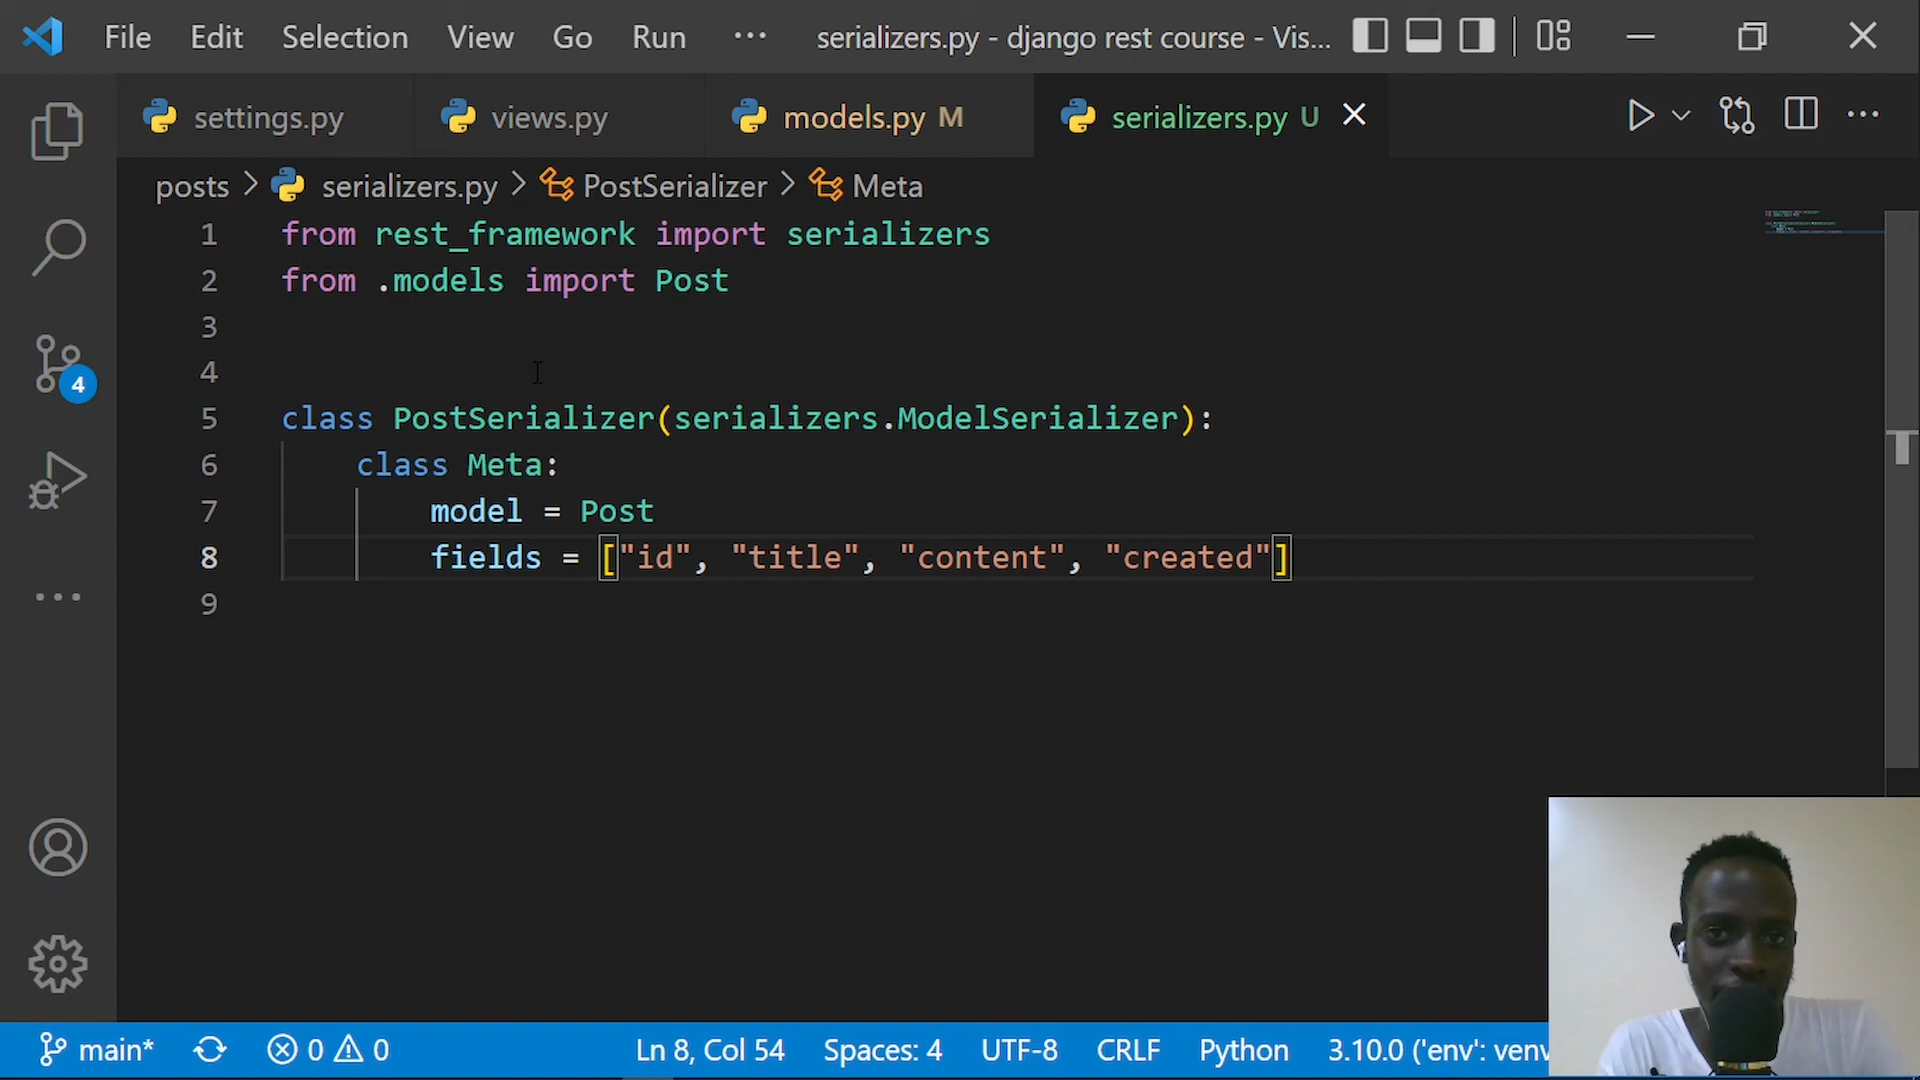 File Edit Selection View Go Run ··· serializers.py - django rest course - Vis...
settings.py views.py models.py M serializers.py U
posts > serializers.py > PostSerializer > Meta
1 from rest_framework import serializers
2 from .models import Post
3
4
5 class PostSerializer(serializers.ModelSerializer):
6 class Meta:
7 model = Post
8 fields = ["id", "title", "content", "created"]
9
4
main* 0 0 Ln 8, Col 54 Spaces: 4 UTF-8 CRLF Python 3.10.0 ('env': venv